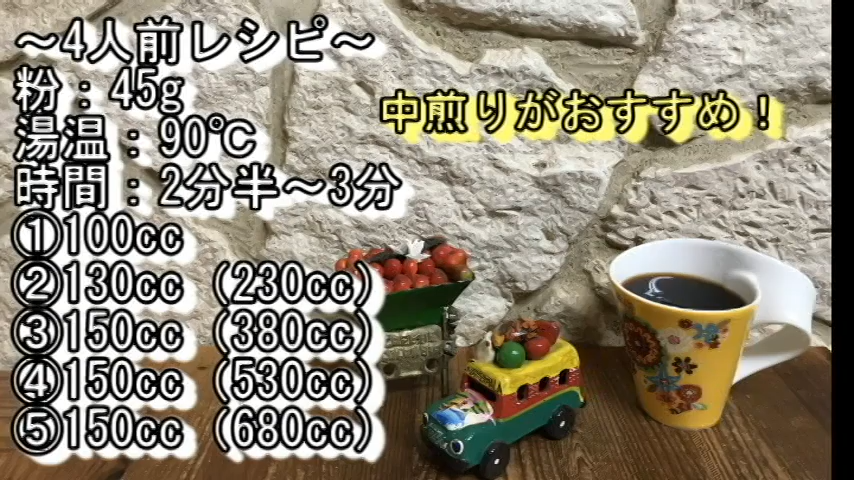 ～4人前レシピ～
粉：45g
中煎りがおすすめ！
湯温：90℃
時間：2分半～3分
①100cc
②130cc（230cc）
③150cc（380cc）
④150cc（530cc）
⑤150cc（680cc）